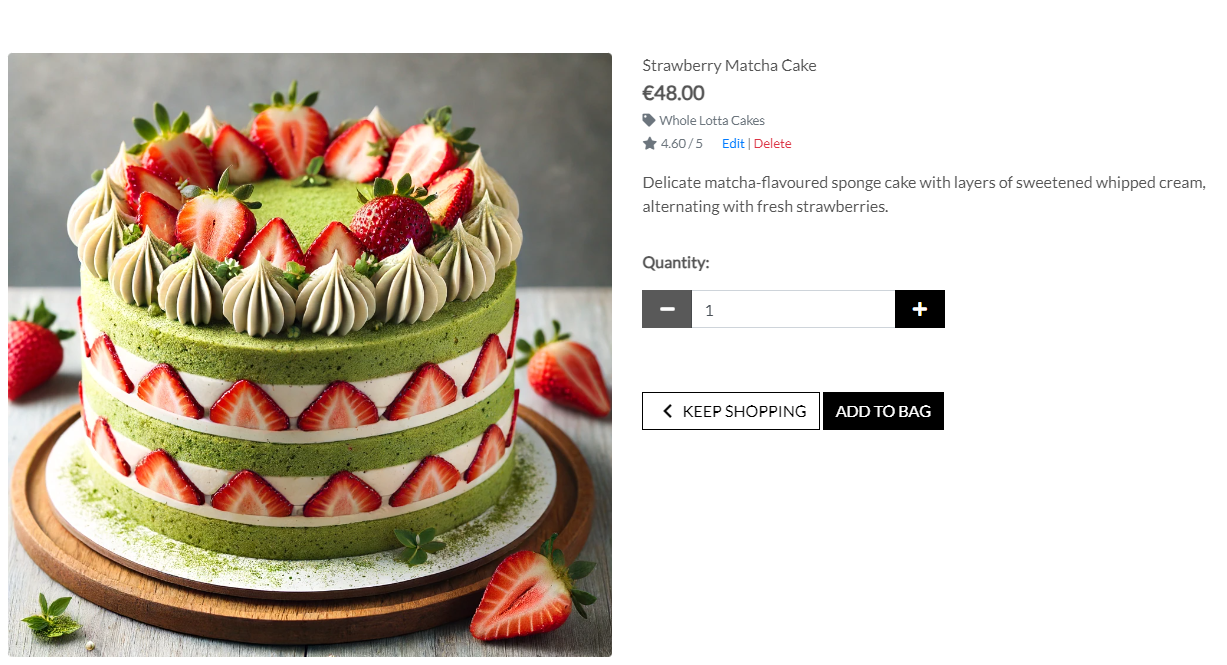 Strawberry Matcha Cake
€48.00
Whole Lotta Cakes
4.60 / 5 Edit | Delete
Delicate matcha-flavoured sponge cake with layers of sweetened whipped cream,
alternating with fresh strawberries.
Quantity:
1
KEEP SHOPPING ADD TO BAG